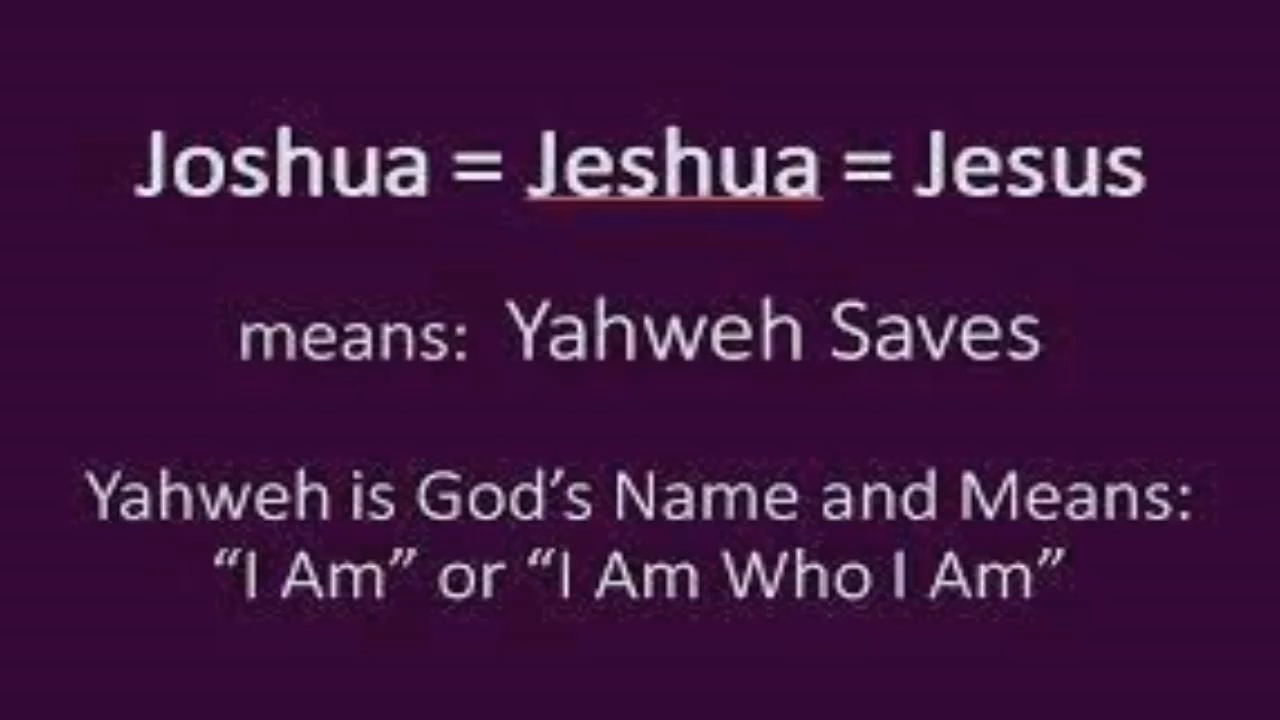 Joshua = Jeshua = Jesus
means: Yahweh Saves
Yahweh is God’s Name and Means:
“I Am” or “I Am Who I Am”